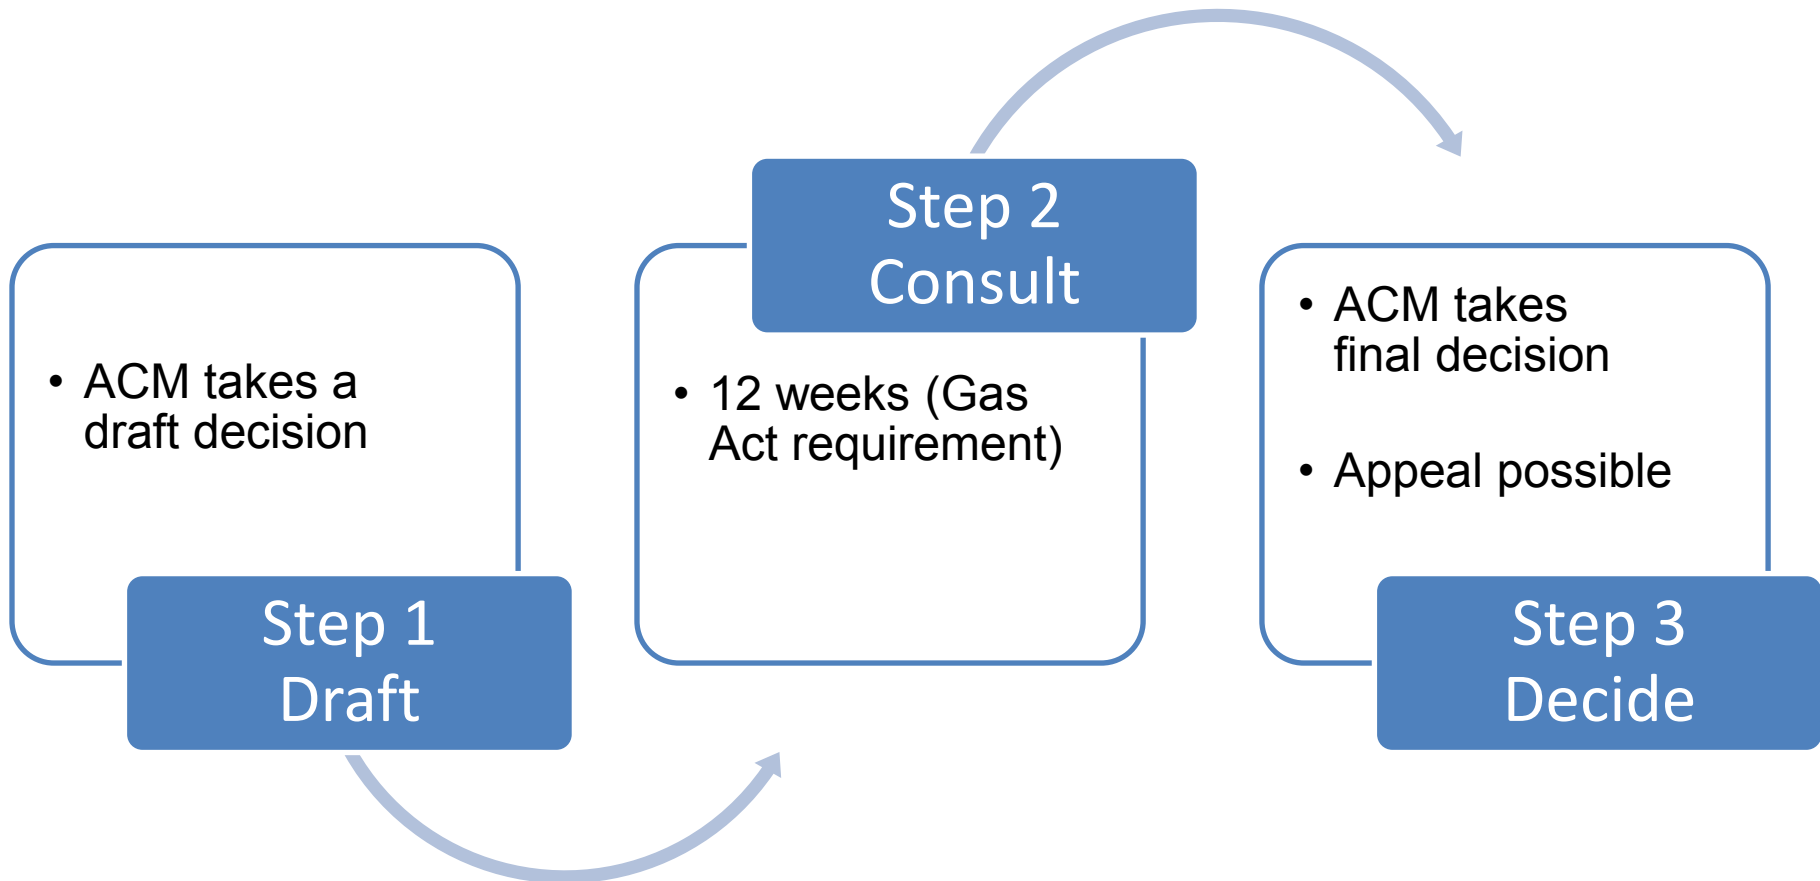 • ACM takes a
draft decision
Step 1
Draft
Step 2
Consult
• 12 weeks (Gas
Act requirement)
• ACM takes
final decision
• Appeal possible
Step 3
Decide